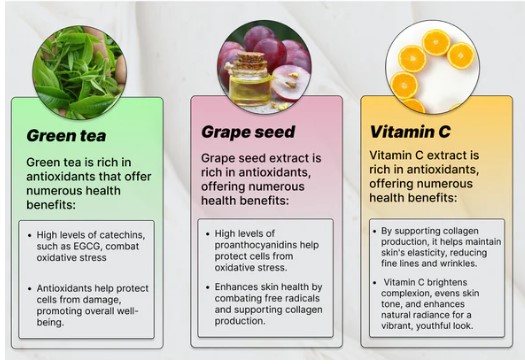 Green tea
Green tea is rich in
antioxidants that offer
numerous health
benefits:
• High levels of catechins,
such as EGCG, combat
oxidative stress
• Antioxidants help protect
cells from damage,
promoting overall well-
being.
Grape seed
Grape seed extract is
rich in antioxidants,
offering numerous
health benefits:
• High levels of
proanthocyanidins help
protect cells from
oxidative stress.
• Enhances skin health by
combating free radicals
and supporting collagen
production.
Vitamin C
Vitamin C extract is
rich in antioxidants,
offering numerous
health benefits:
• By supporting collagen
production, it helps maintain
skin's elasticity, reducing
fine lines and wrinkles.
• Vitamin C brightens
complexion, evens skin
tone, and enhances
natural radiance for a
vibrant, youthful look.